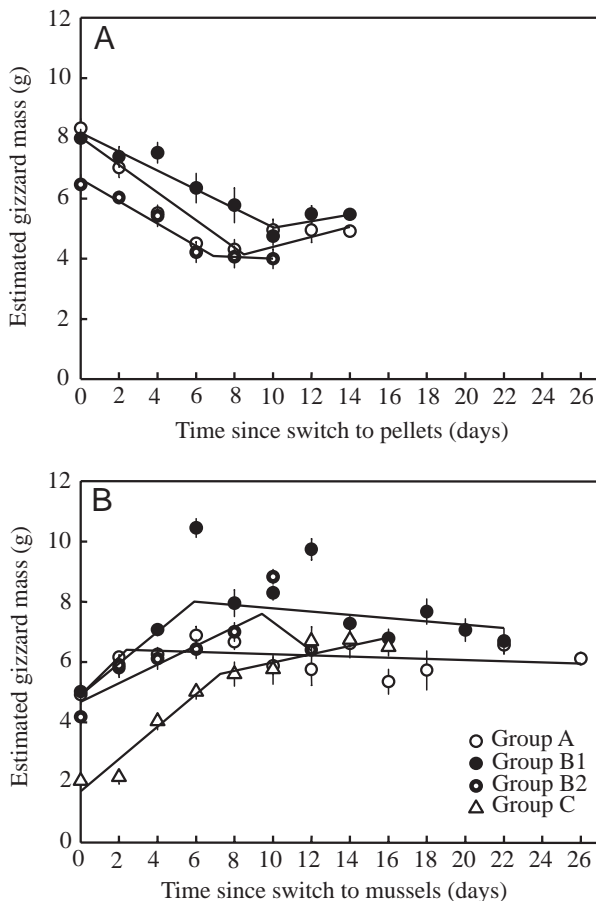 A
12
10
8
6
4
2
0
Estimated gizzard mass (g)
0 2 4 6 8 10 12 14 16 18 20 22 24 26
Time since switch to pellets (days)
B
12
10
8
6
4
2
0
Estimated gizzard mass (g)
Group A
Group B1
Group B2
Group C
0 2 4 6 8 10 12 14 16 18 20 22 24 26
Time since switch to mussels (days)